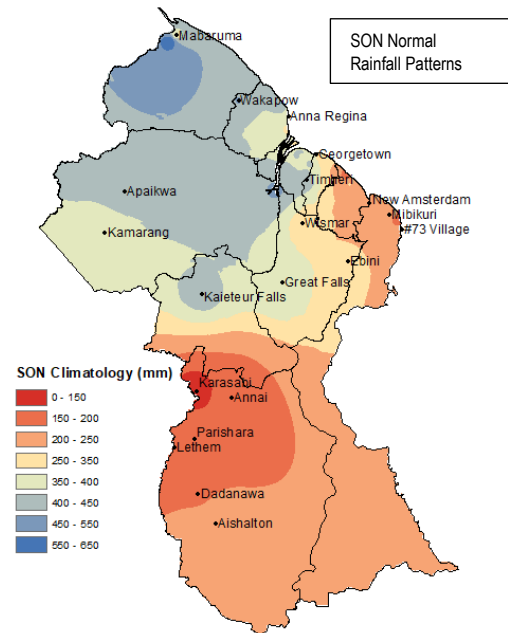 SON Normal
Rainfall Patterns
Mabaruma
Wakapow
Anna Regina
Georgetown
Timheri
Apaikwa
New Amsterdam
Mibikuri
Wismar
#73 Village
Kamarang
Ebini
Great Falls
Kaieteur Falls
SON Climatology (mm)
0 - 150
150 - 200
200 - 250
250 - 350
350 - 400
400 - 450
450 - 550
550 - 650
Karasabi
Annai
Parishara
Lethem
Dadanawa
Aishalton